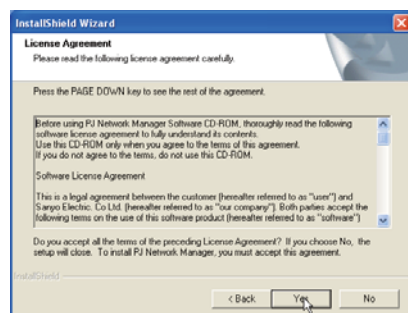 InstallShield Wizard
License Agreement
Please read the following license agreement carefully.
Press the PAGE DOWN key to see the rest of the agreement.
Before using PJ Network Manager Software CD-ROM, thoroughly read the following
software license agreement to fully understand its contents.
Use this CD-ROM only when you agree to the terms of this agreement.
If you do not agree to the terms, do not use this CD-ROM.
Software License Agreement
This is a legal agreement between the customer (hereafter referred to as "user") and
Sanyo Electric. Co Ltd. (hereafter referred to as "our company"). Both parties accept the
following terms on the use of this software product (hereafter referred to as "software")
Do you accept all the terms of the preceding License Agreement? If you choose No, the
setup will close. To install PJ Network Manager, you must accept this agreement.
InstallShield
< Back Yes No